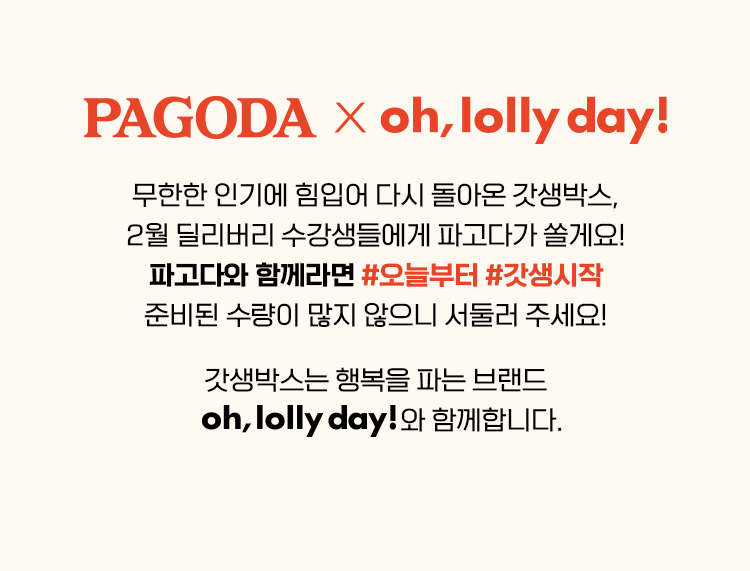 PAGODA × oh, lolly day!
무한한 인기에 힘입어 다시 돌아온 갓생박스,
2월 딜리버리 수강생들에게 파고다가 쏠게요!
파고다와 함께라면 #오늘부터 #갓생시작
준비된 수량이 많지 않으니 서둘러 주세요!
갓생박스는 행복을 파는 브랜드
oh, lolly day!와 함께합니다.